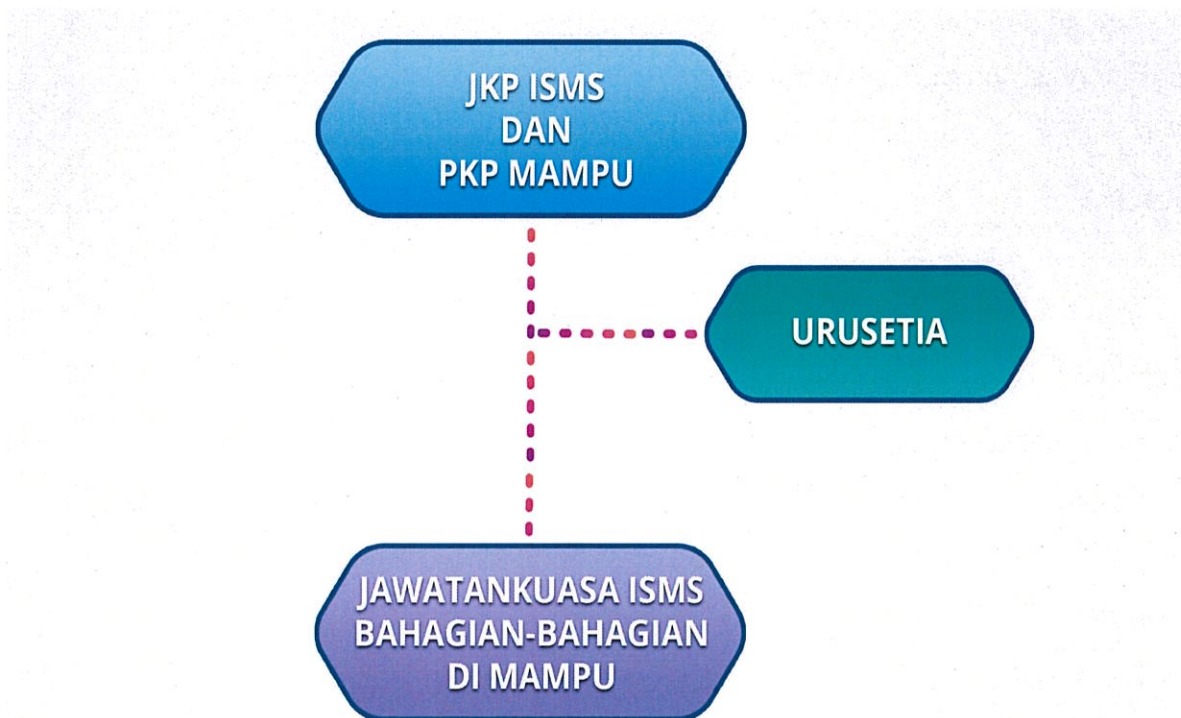 JKP ISMS
DAN
PKP MAMPU
URUSETIA
JAWATANKUASA ISMS
BAHAGIAN-BAHAGIAN
DI MAMPU